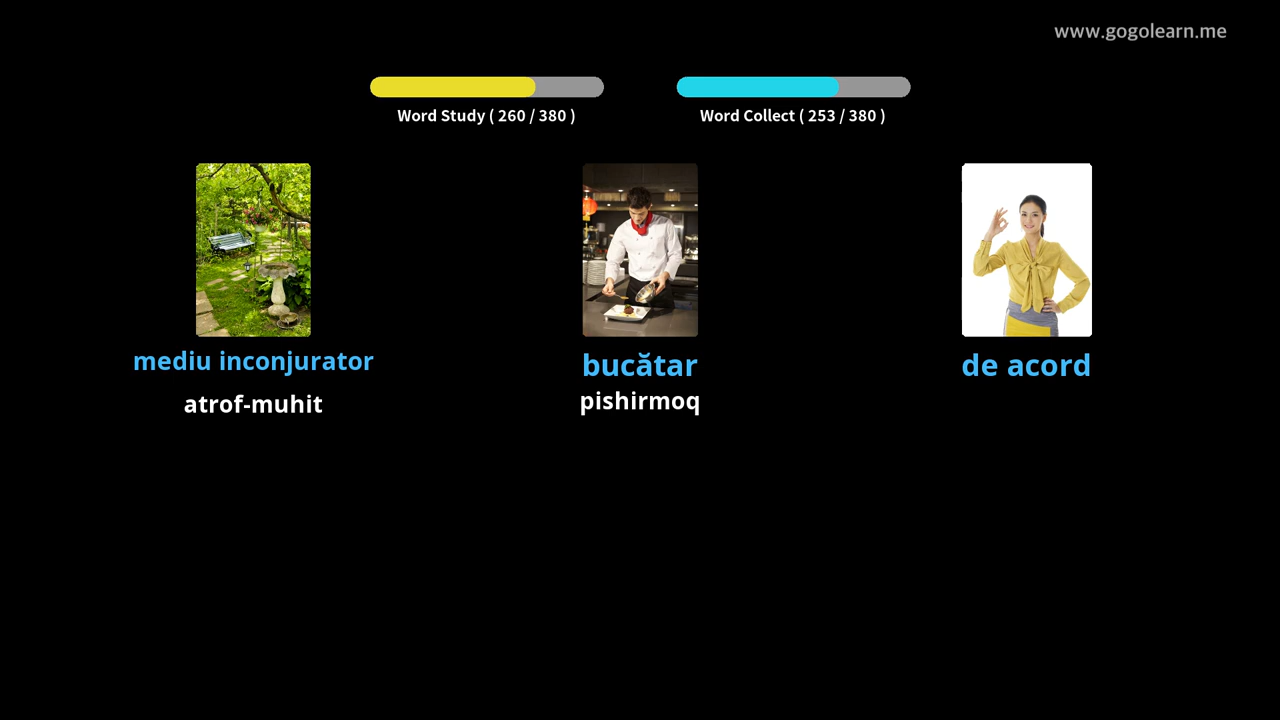 www.gogolearn.me
Word Study ( 260 / 380 )
Word Collect ( 253 / 380 )
mediu inconjurator
atrof-muhit
bucătar
pishirmoq
de acord